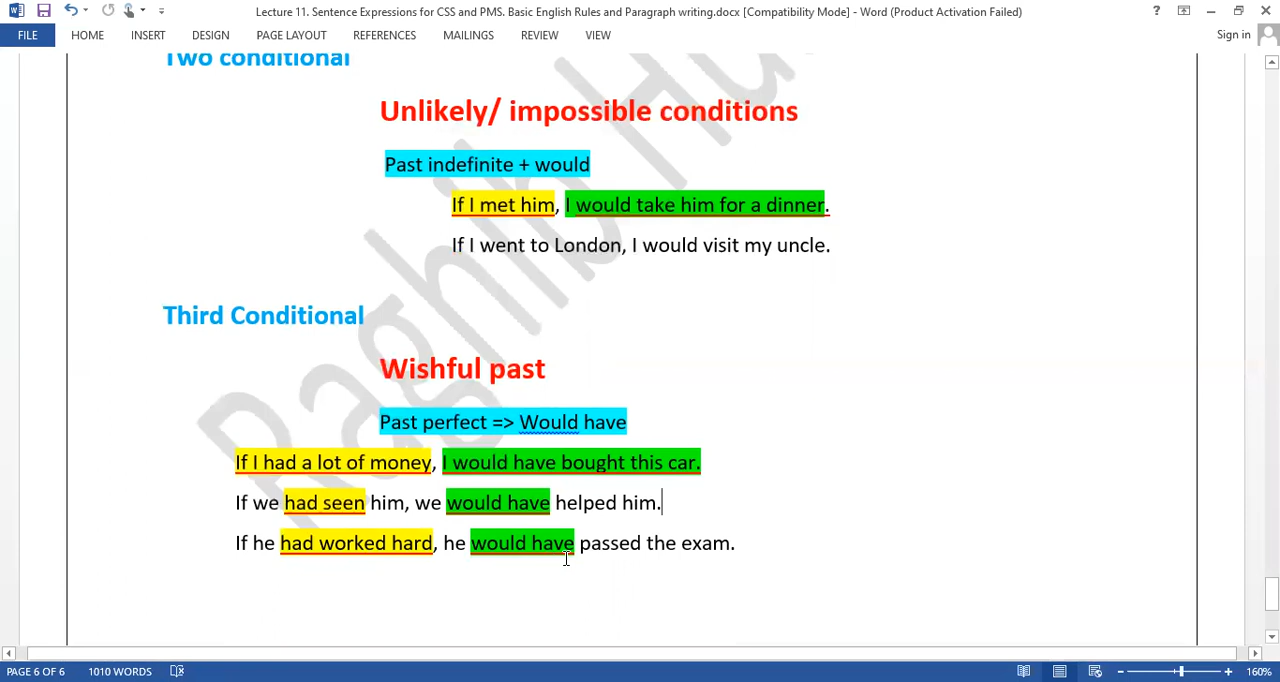 Lecture 11. Sentence Expressions for CSS and PMS. Basic English Rules and Paragraph writing.docx [Compatibility Mode] - Word (Product Activation Failed)
FILE HOME INSERT DESIGN PAGE LAYOUT REFERENCES MAILINGS REVIEW VIEW Sign in
Two conditional
Unlikely/ impossible conditions
Past indefinite + would
If I met him, I would take him for a dinner.
If I went to London, I would visit my uncle.
Third Conditional
Wishful past
Past perfect => Would have
If I had a lot of money, I would have bought this car.
If we had seen him, we would have helped him.
If he had worked hard, he would have passed the exam.
Raghib Hu
PAGE 6 OF 6 1010 WORDS 160%